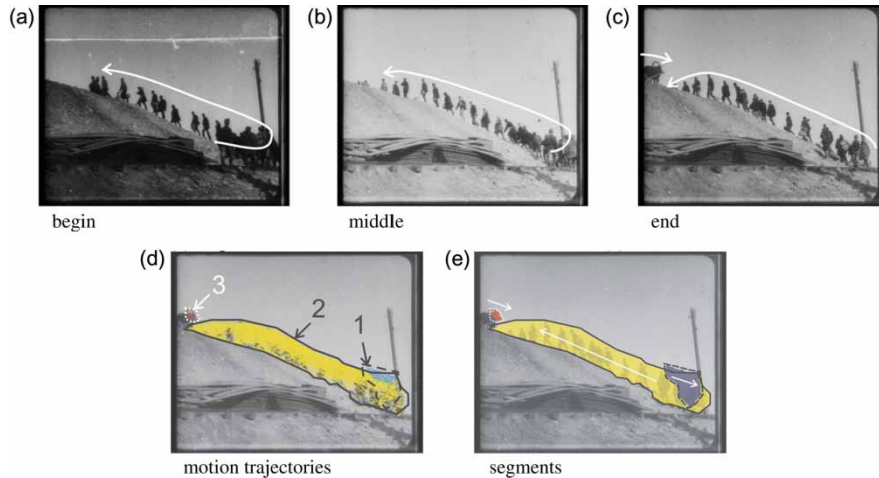 (a) (b) (c)
begin middle end
(d) (e)
3 2 1
motion trajectories segments